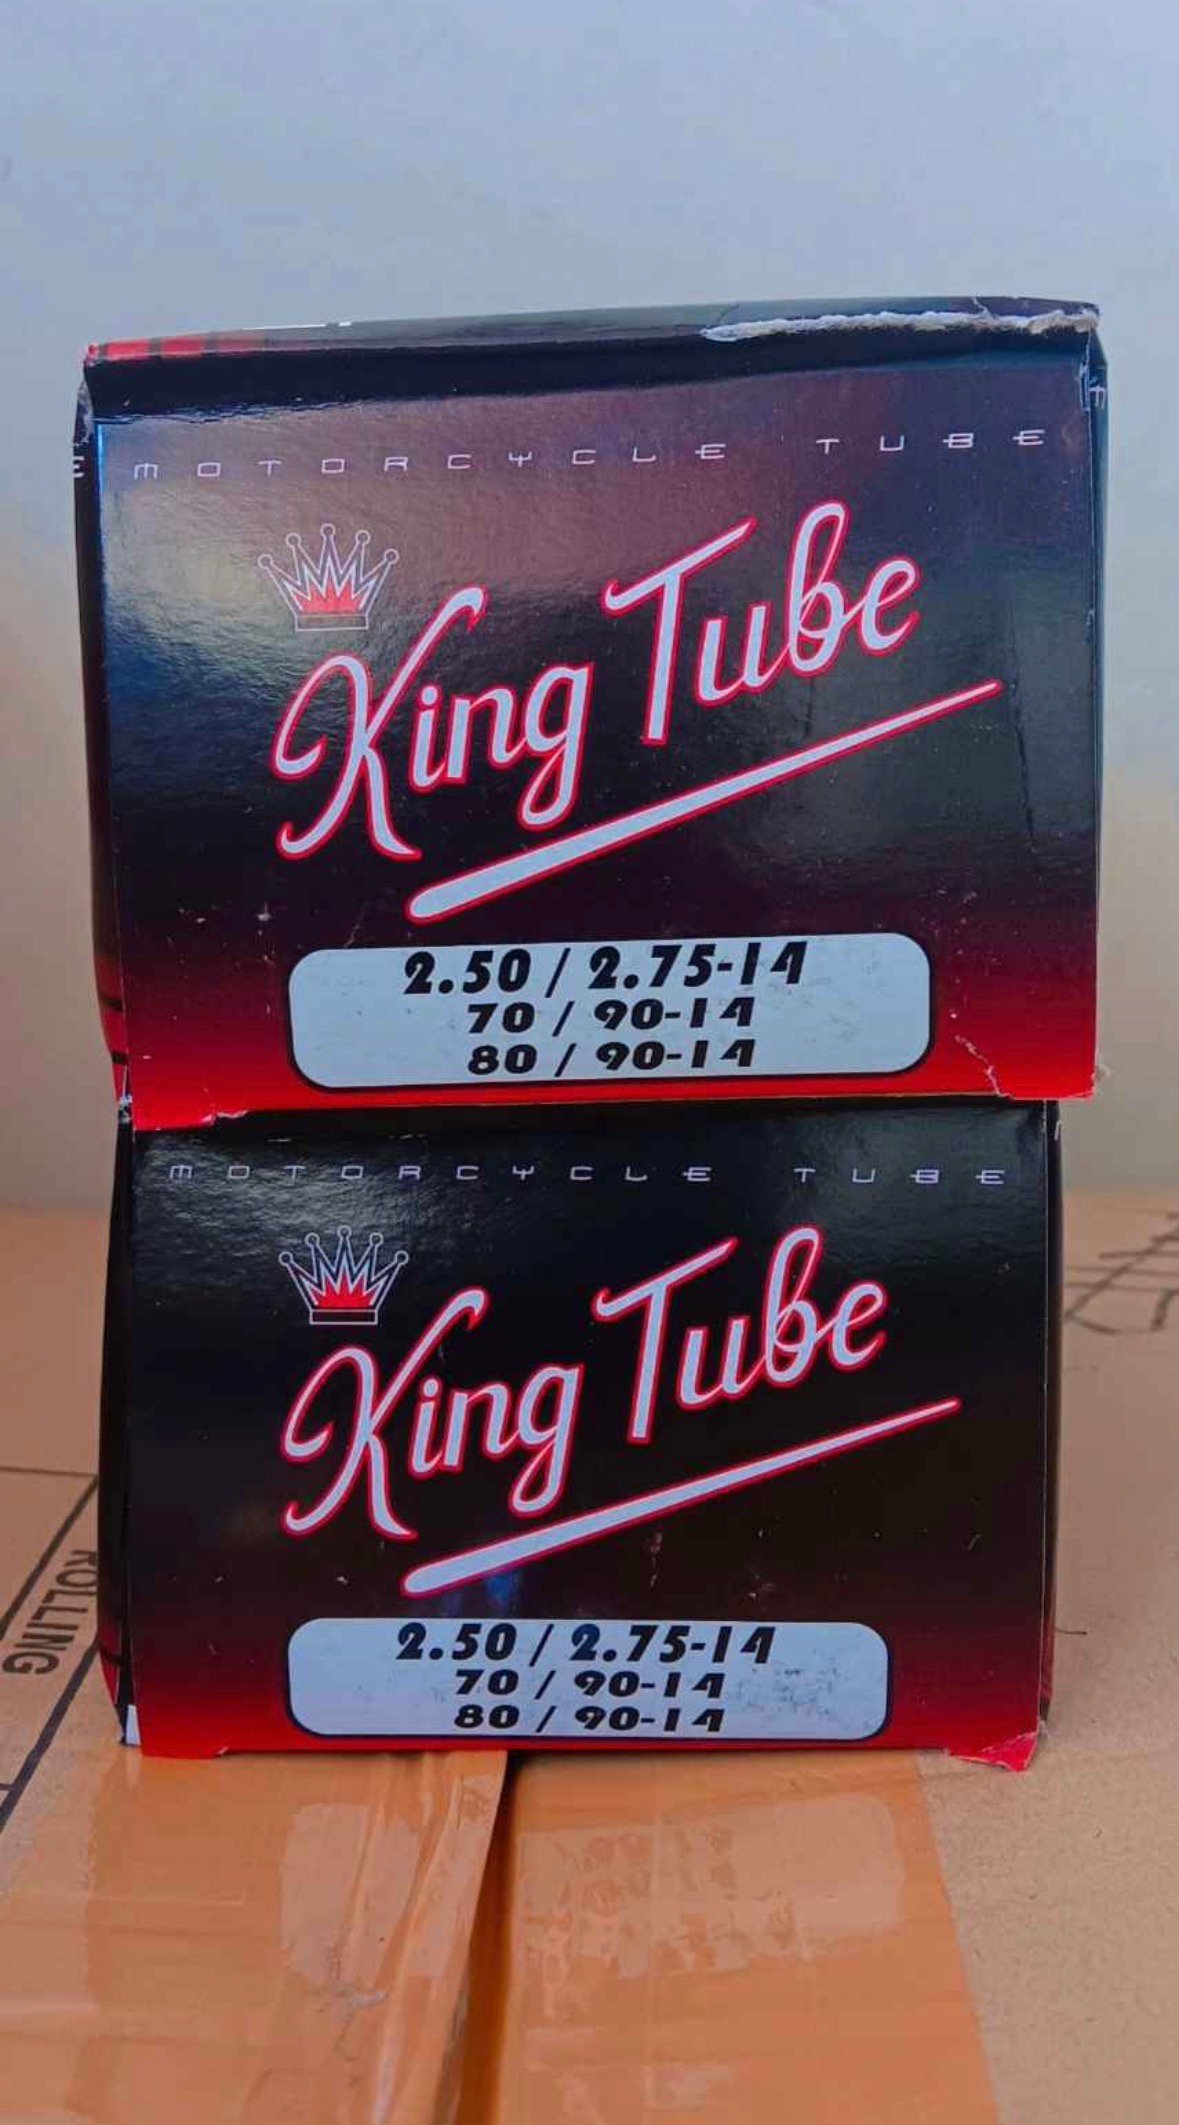 MOTORCYCLE TUBE
King Tube
2.50 / 2.75-14
70 / 90-14
80 / 90-14
MOTORCYCLE TUBE
King Tube
2.50 / 2.75-14
70 / 90-14
80 / 90-14
ROLLING